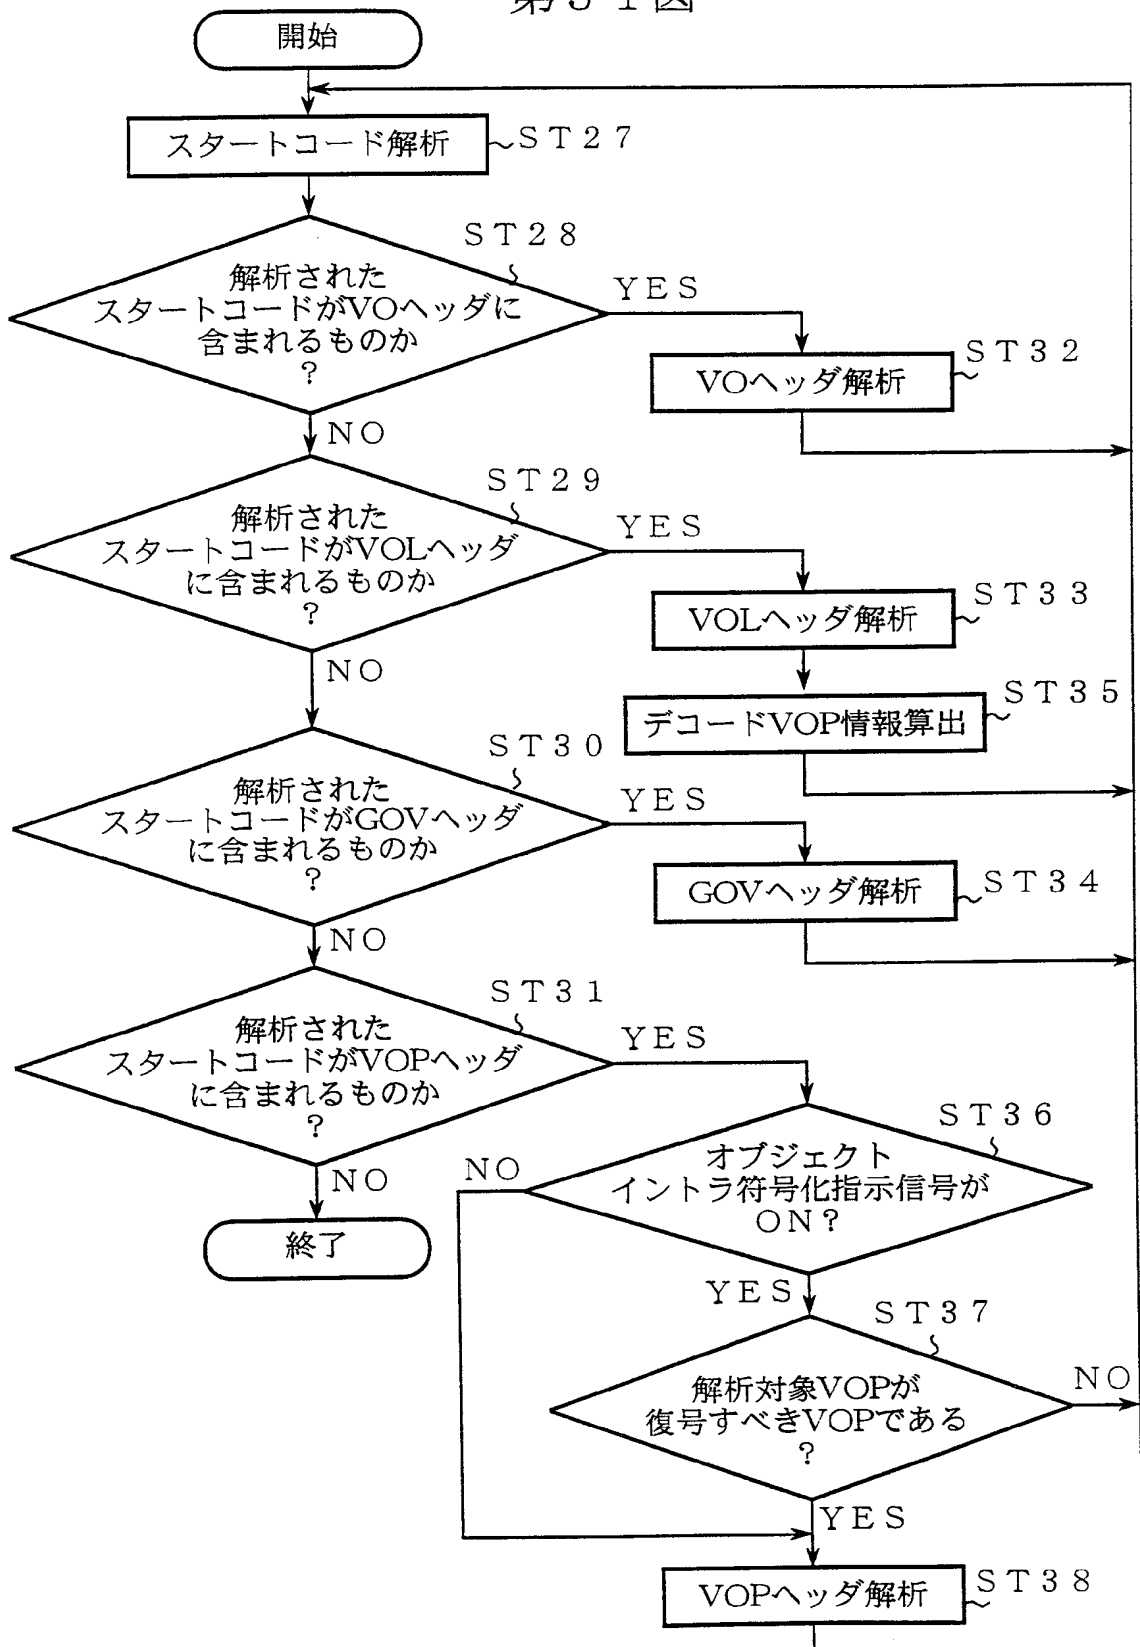 開始
スタートコード解析
ST27
ST28
解析された
スタートコードがVOヘッダに
含まれるものか
?
YES
NO
VOヘッダ解析
ST32
ST29
解析された
スタートコードがVOLヘッダ
に含まれるものか
?
YES
NO
VOLヘッダ解析
ST33
デコードVOP情報算出
ST35
ST30
解析された
スタートコードがGOVヘッダ
に含まれるものか
?
YES
NO
GOVヘッダ解析
ST34
ST31
解析された
スタートコードがVOPヘッダ
に含まれるものか
?
YES
NO
終了
ST36
オブジェクト
イントラ符号化指示信号が
ON?
NO
YES
ST37
解析対象VOPが
復号すべきVOPである
?
NO
YES
VOPヘッダ解析
ST38